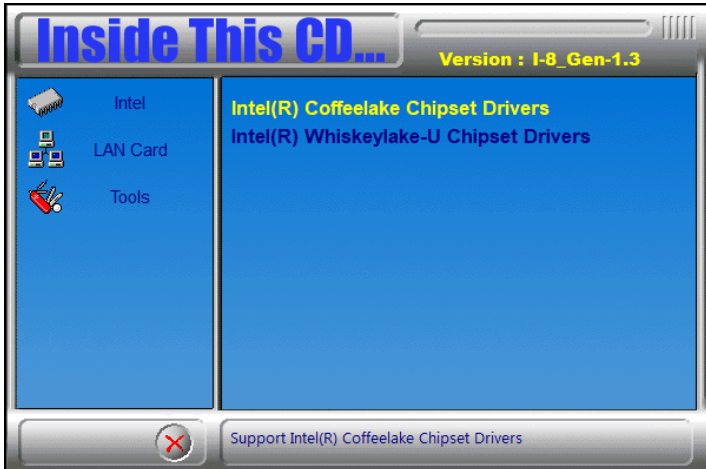 Inside This CD...
Version : I-8_Gen-1.3
Intel
LAN Card
Tools
Intel(R) Coffeelake Chipset Drivers
Intel(R) Whiskeylake-U Chipset Drivers
Support Intel(R) Coffeelake Chipset Drivers